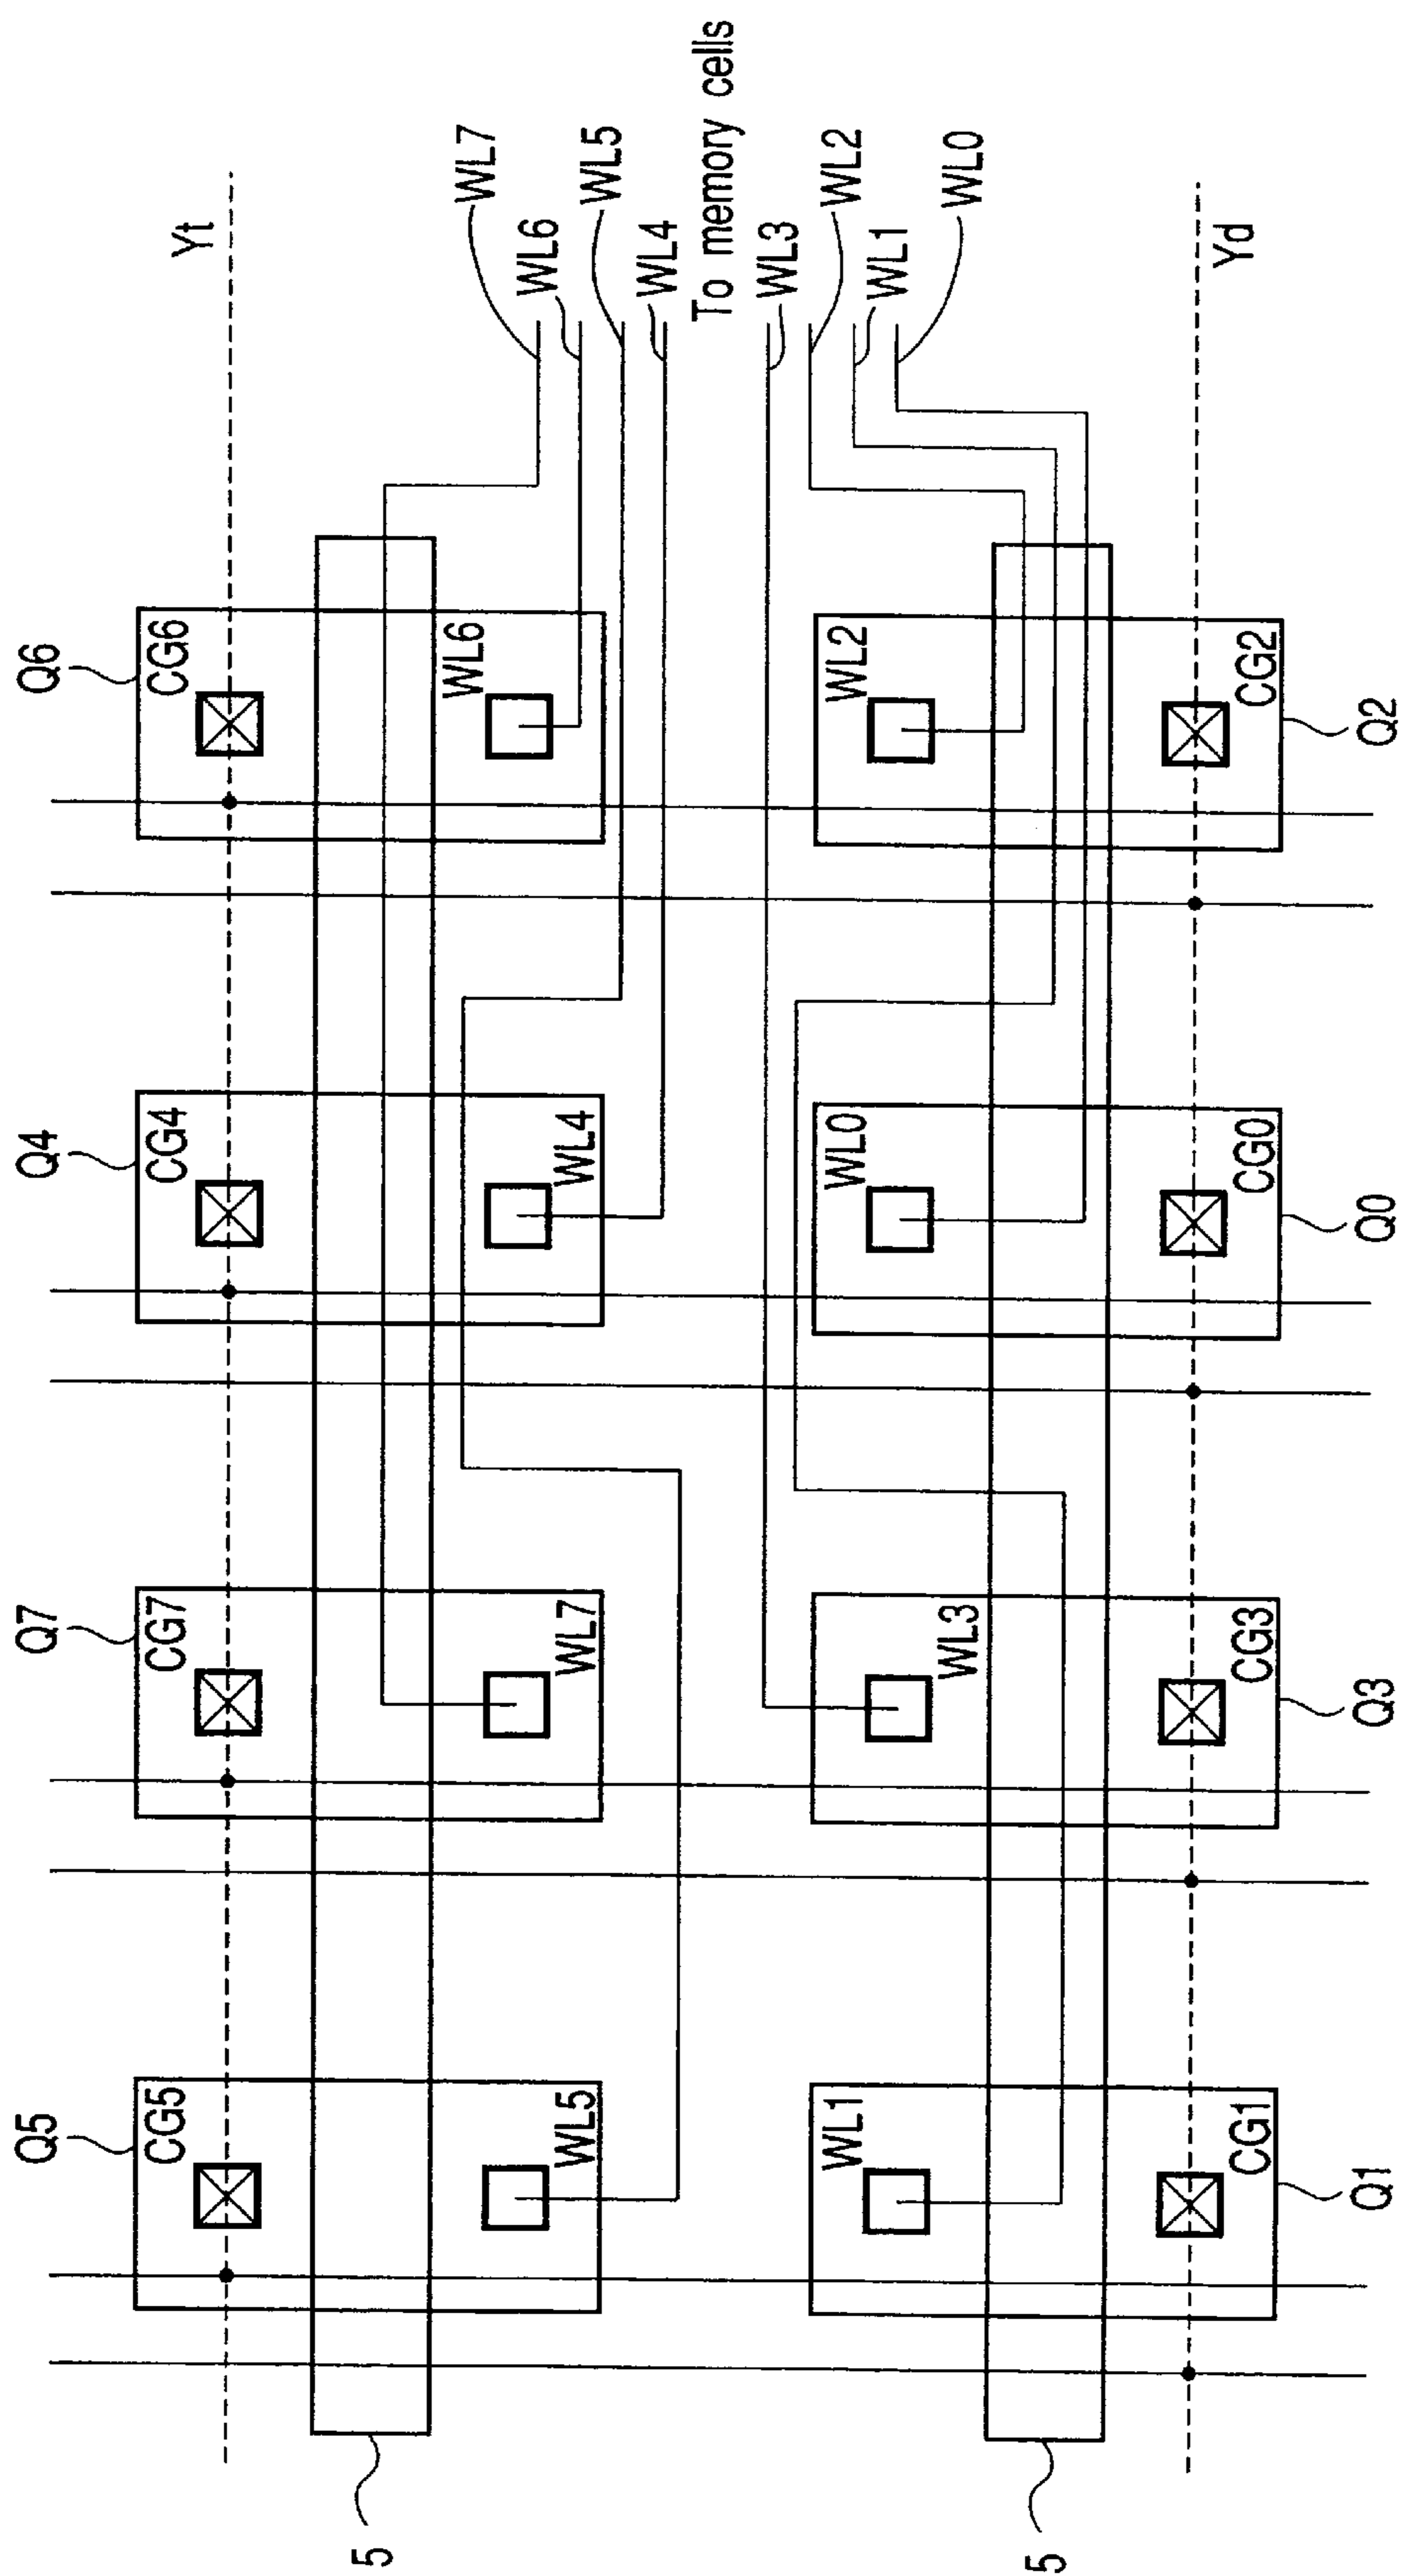 Q5
Q7
Q4
Q6
CG5
CG7
CG4
CG6
Yt
WL5
WL7
WL4
WL6
WL7
WL6
WL5
WL4
To memory cells
WL3
WL2
WL1
WL0
WL1
WL3
WL0
WL2
CG1
CG3
CG0
CG2
Yd
Q1
Q3
Q0
Q2
5
5